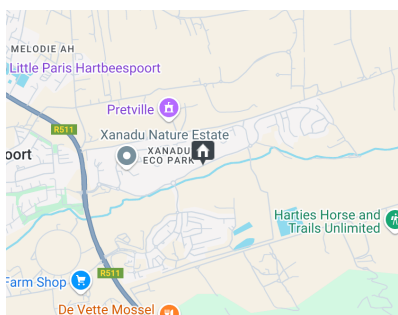 MELODIE AH
Little Paris Hartbeespoort
Pretville
R511
Xanadu Nature Estate
oort
XANADU
ECO PARK
Harties Horse and
Trails Unlimited
R511
Farm Shop
De Vette Mossel